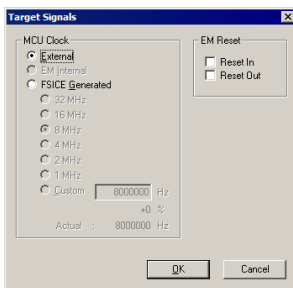 Target Signals
MCU Clock
External
EM Internal
FSICE Generated
32 MHz
16 MHz
8 MHz
4 MHz
2 MHz
1 MHz
Custom 8000000 Hz
+0 %
Actual : 8000000 Hz
EM Reset
Reset In
Reset Out
OK Cancel